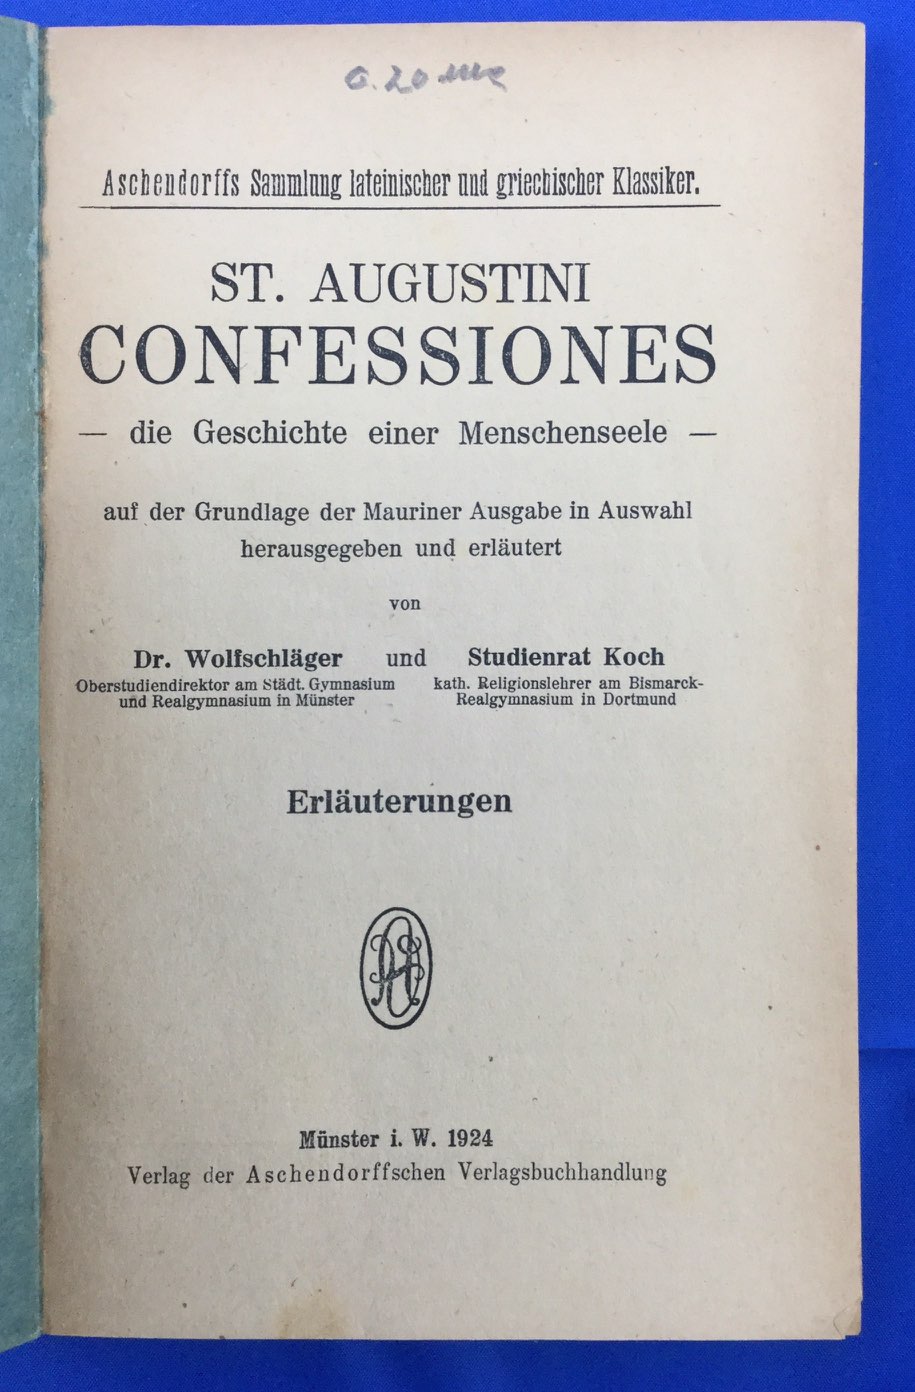 0.20
Aschendorffs Sammlung lateinischer und griechischer Klassiker.
ST. AUGUSTINI
CONFESSIONES
— die Geschichte einer Menschenseele —
auf der Grundlage der Mauriner Ausgabe in Auswahl
herausgegeben und erläutert
von
Dr. Wolfschläger und Studienrat Koch
Oberstudiendirektor am Städt. Gymnasium
und Realgymnasium in Münster
kath. Religionslehrer am Bismarck-
Realgymnasium in Dortmund
Erläuterungen
Münster i. W. 1924
Verlag der Aschendorffschen Verlagsbuchhandlung